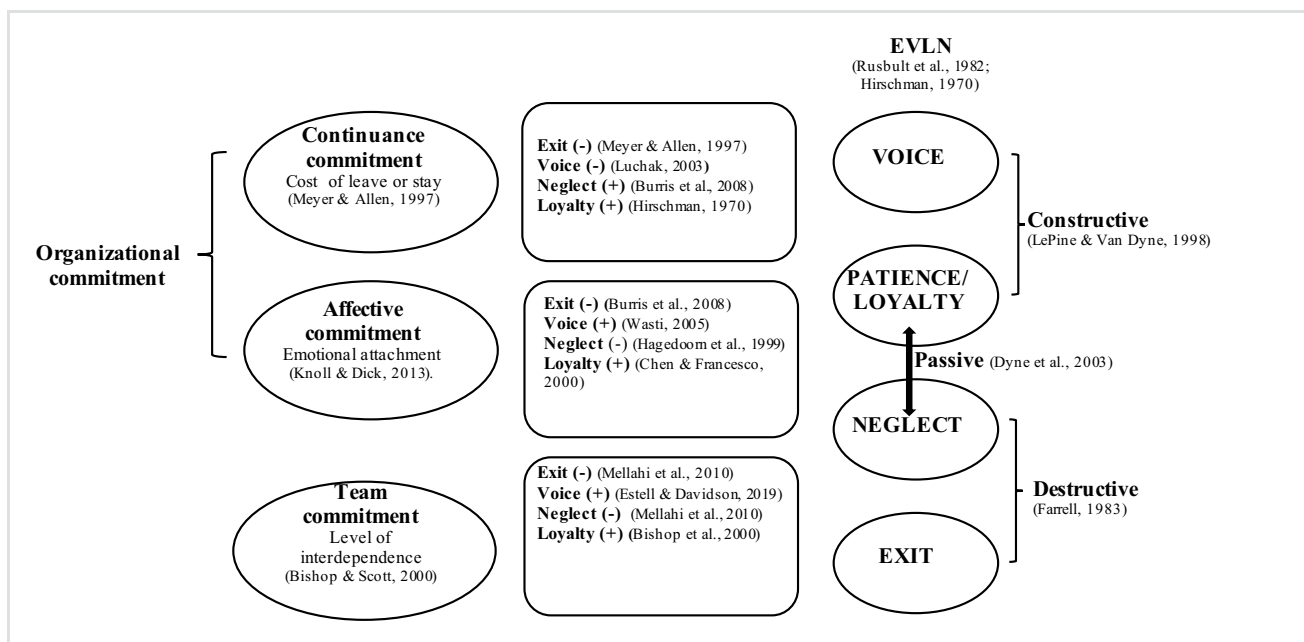 EVLN
(Rusbult et al., 1982;
Hirschman, 1970)
Organizational
commitment
Continuance
commitment
Cost of leave or stay
(Meyer & Allen, 1997)
Exit (-) (Meyer & Allen, 1997)
Voice (-) (Luchak, 2003)
Neglect (+) (Burris et al., 2008)
Loyalty (+) (Hirschman, 1970)
Affective
commitment
Emotional attachment
(Knoll & Dick, 2013).
Exit (-) (Burris et al., 2008)
Voice (+) (Wasti, 2005)
Neglect (-) (Hagedoorn et al., 1999)
Loyalty (+) (Chen & Francesco,
2000)
Team
commitment
Level of
interdependence
(Bishop & Scott, 2000)
Exit (-) (Mellahi et al., 2010)
Voice (+) (Estell & Davidson, 2019)
Neglect (-) (Mellahi et al., 2010)
Loyalty (+) (Bishop et al., 2000)
VOICE
PATIENCE/
LOYALTY
Constructive
(LePine & Van Dyne, 1998)
Passive (Dyne et al., 2003)
NEGLECT
EXIT
Destructive
(Farrell, 1983)